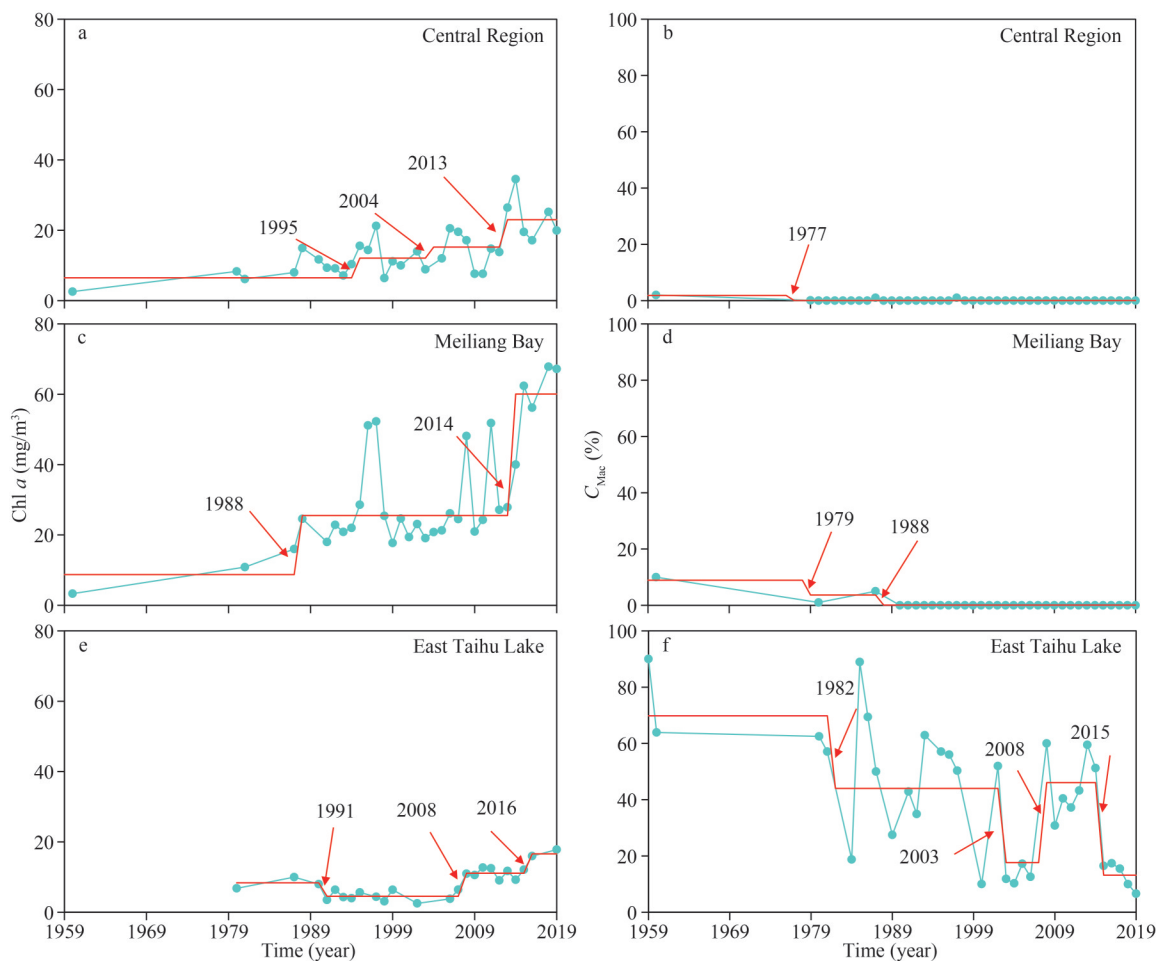 80
a
Central Region
60
40
2013
2004
1995
20
0
100
b
Central Region
80
60
40
1977
20
0
80
c
Meiliang Bay
60
2014
40
1988
20
0
Chl a (mg/m³)
100
d
Meiliang Bay
80
60
40
1979
1988
20
0
C_Mac (%)
80
e
East Taihu Lake
60
40
1991
2008
2016
20
0
1959 1969 1979 1989 1999 2009 2019
Time (year)
100
f
East Taihu Lake
80
1982
60
2008
2015
40
2003
20
0
1959 1969 1979 1989 1999 2009 2019
Time (year)